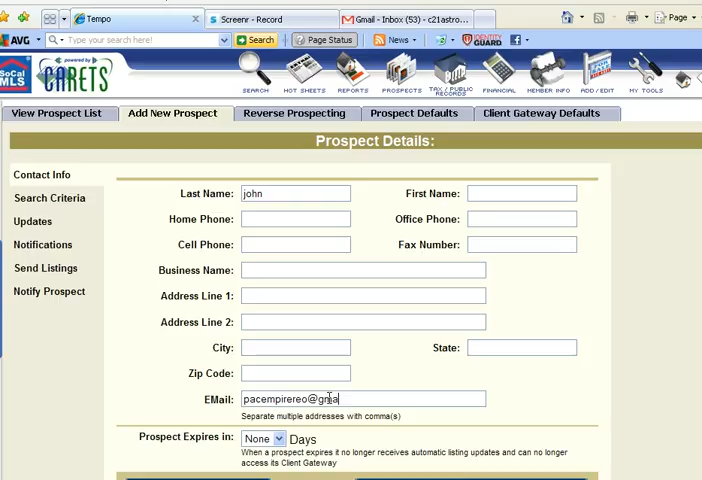 Tempo
Screenr - Record
Gmail - Inbox (53) - c21astro...
Page
AVG
Type your search here!
Search
Page Status
News
IDENTITY GUARD
SoCal MLS
powered by
CARETS
SEARCH
HOT SHEETS
REPORTS
PROSPECTS
TAX / PUBLIC RECORDS
FINANCIAL
MEMBER INFO
ADD/EDIT
MY TOOLS
View Prospect List
Add New Prospect
Reverse Prospecting
Prospect Defaults
Client Gateway Defaults
Prospect Details:
Contact Info
Search Criteria
Updates
Notifications
Send Listings
Notify Prospect
Last Name: john
First Name:
Home Phone:
Office Phone:
Cell Phone:
Fax Number:
Business Name:
Address Line 1:
Address Line 2:
City:
State:
Zip Code:
EMail: pacempirereo@gma
Separate multiple addresses with comma(s)
Prospect Expires in: None Days
When a prospect expires it no longer receives automatic listing updates and can no longer
access its Client Gateway